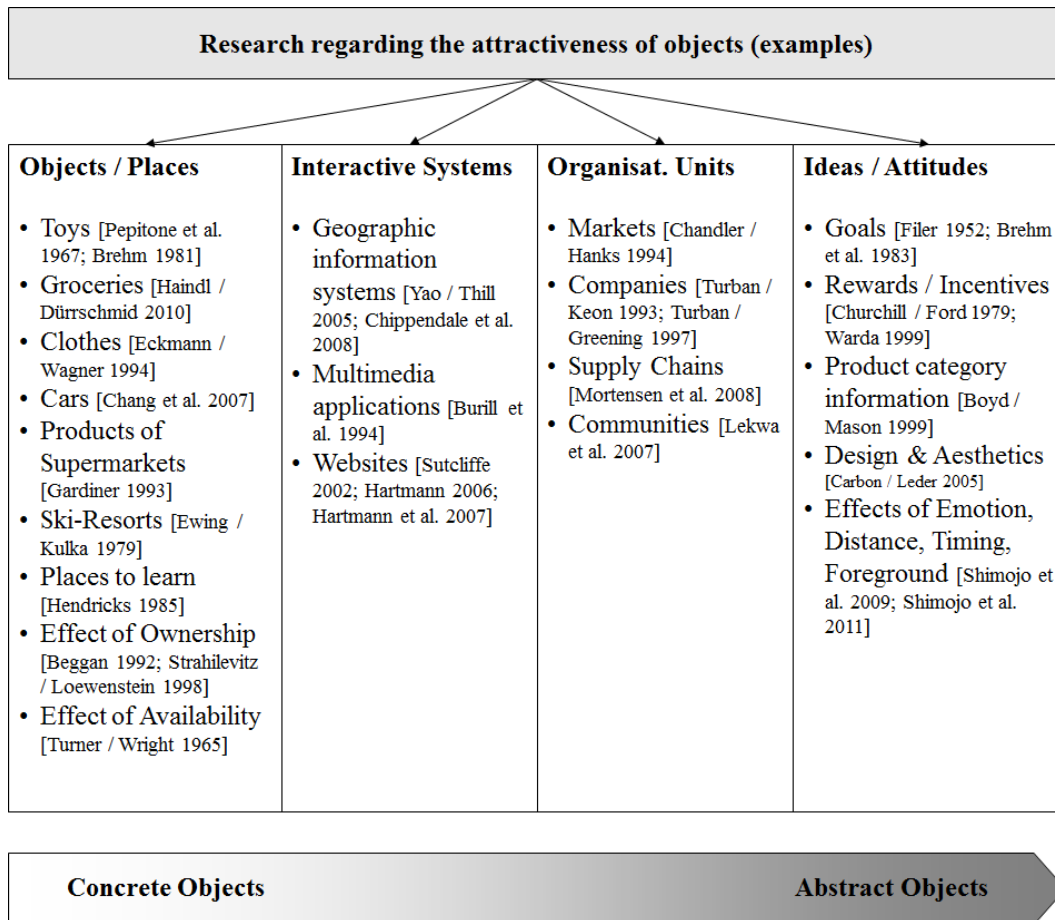 Research regarding the attractiveness of objects (examples)
Objects / Places
• Toys [Pepitone et al.
1967; Brehm 1981]
• Groceries [Haindl /
Dürrschmid 2010]
• Clothes [Eckmann /
Wagner 1994]
• Cars [Chang et al. 2007]
• Products of
Supermarkets
[Gardiner 1993]
• Ski-Resorts [Ewing /
Kulka 1979]
• Places to learn
[Hendricks 1985]
• Effect of Ownership
[Beggan 1992; Strahilevitz
/ Loewenstein 1998]
• Effect of Availability
[Turner / Wright 1965]
Interactive Systems
• Geographic
information
systems [Yao / Thill
2005; Chippendale et al.
2008]
• Multimedia
applications [Burill et
al. 1994]
• Websites [Sutcliffe
2002; Hartmann 2006;
Hartmann et al. 2007]
Organisat. Units
• Markets [Chandler /
Hanks 1994]
• Companies [Turban /
Keon 1993; Turban /
Greening 1997]
• Supply Chains
[Mortensen et al. 2008]
• Communities [Lekwa
et al. 2007]
Ideas / Attitudes
• Goals [Filer 1952; Brehm
et al. 1983]
• Rewards / Incentives
[Churchill / Ford 1979;
Warda 1999]
• Product category
information [Boyd /
Mason 1999]
• Design & Aesthetics
[Carbon / Leder 2005]
• Effects of Emotion,
Distance, Timing,
Foreground [Shimojo et
al. 2009; Shimojo et al.
2011]
Concrete Objects
Abstract Objects